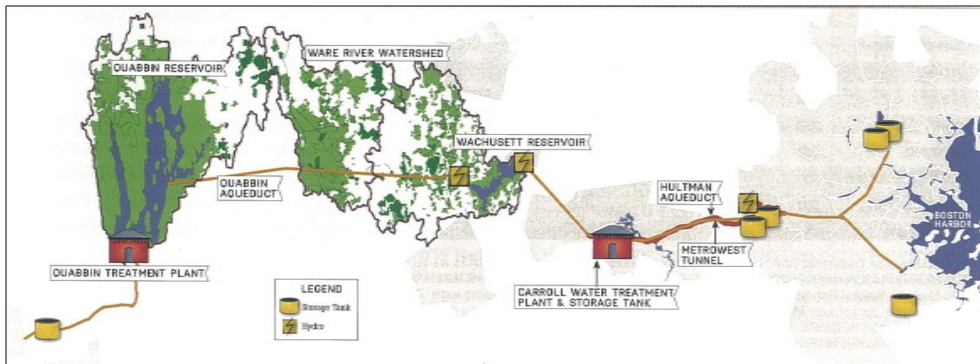 QUABBIN RESERVOIR
WARE RIVER WATERSHED
WACHUSETT RESERVOIR
QUABBIN
AQUEDUCT
HULTMAN
AQUEDUCT
BOSTON
HARBOR
METROWEST
TUNNEL
QUABBIN TREATMENT PLANT
CARROLL WATER TREATMENT
PLANT & STORAGE TANK
LEGEND
Storage Tank
Hydro